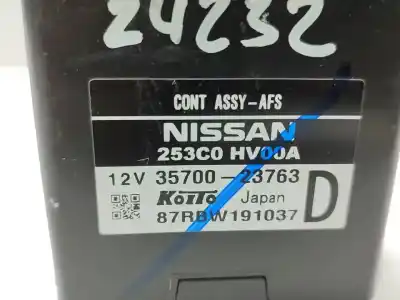 24232
CONT ASSY-AFS
NISSAN
253C0 HV00A
12V 35700-23763
KOITO Japan
87RBW191037 D